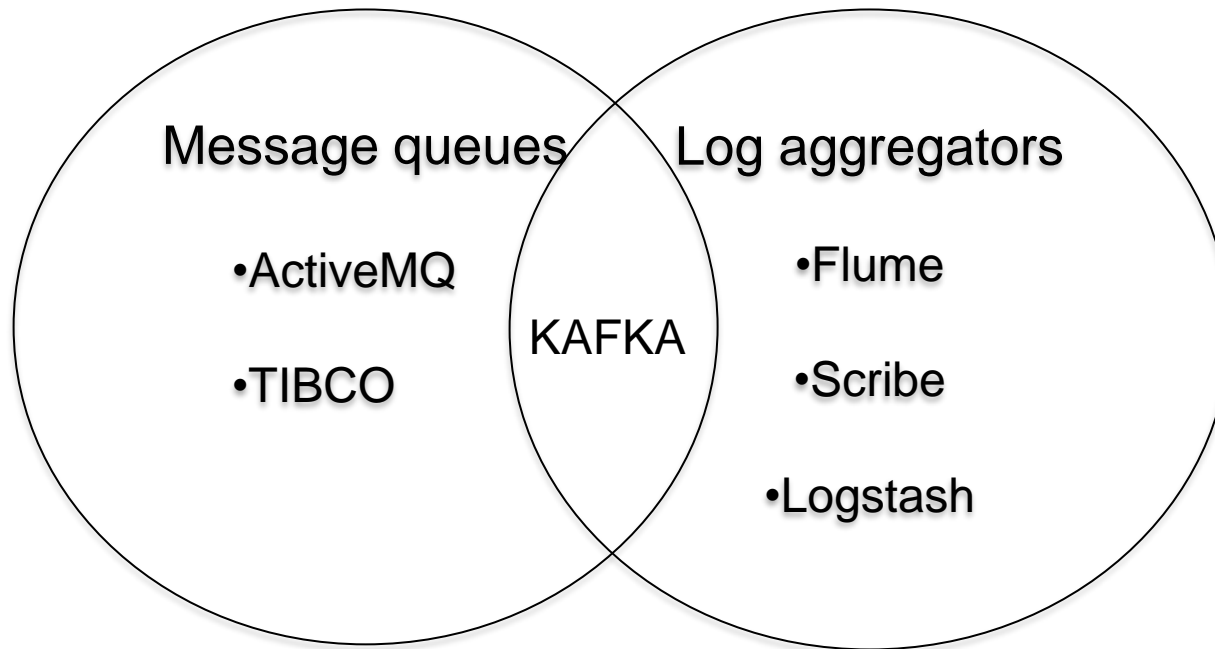 Message queues
•ActiveMQ
•TIBCO
KAFKA
Log aggregators
•Flume
•Scribe
•Logstash